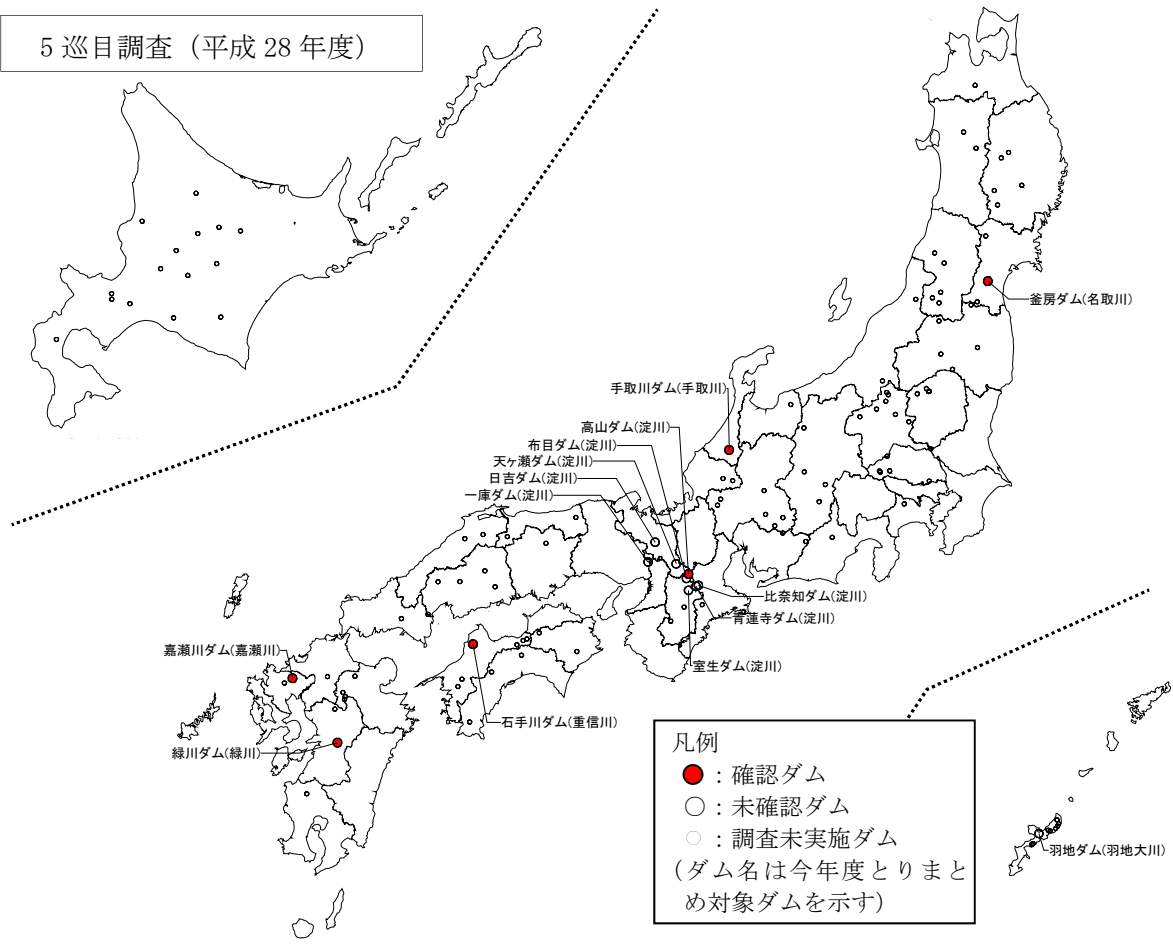 5 巡目調査（平成 28 年度）
釜房ダム(名取川)
手取川ダム(手取川)
高山ダム(淀川)
布目ダム(淀川)
天ヶ瀬ダム(淀川)
日吉ダム(淀川)
一庫ダム(淀川)
比奈知ダム(淀川)
青蓮寺ダム(淀川)
室生ダム(淀川)
嘉瀬川ダム(嘉瀬川)
石手川ダム(重信川)
緑川ダム(緑川)
羽地ダム(羽地大川)
凡例
：確認ダム
：未確認ダム
：調査未実施ダム
(ダム名は今年度とりまと
め対象ダムを示す)